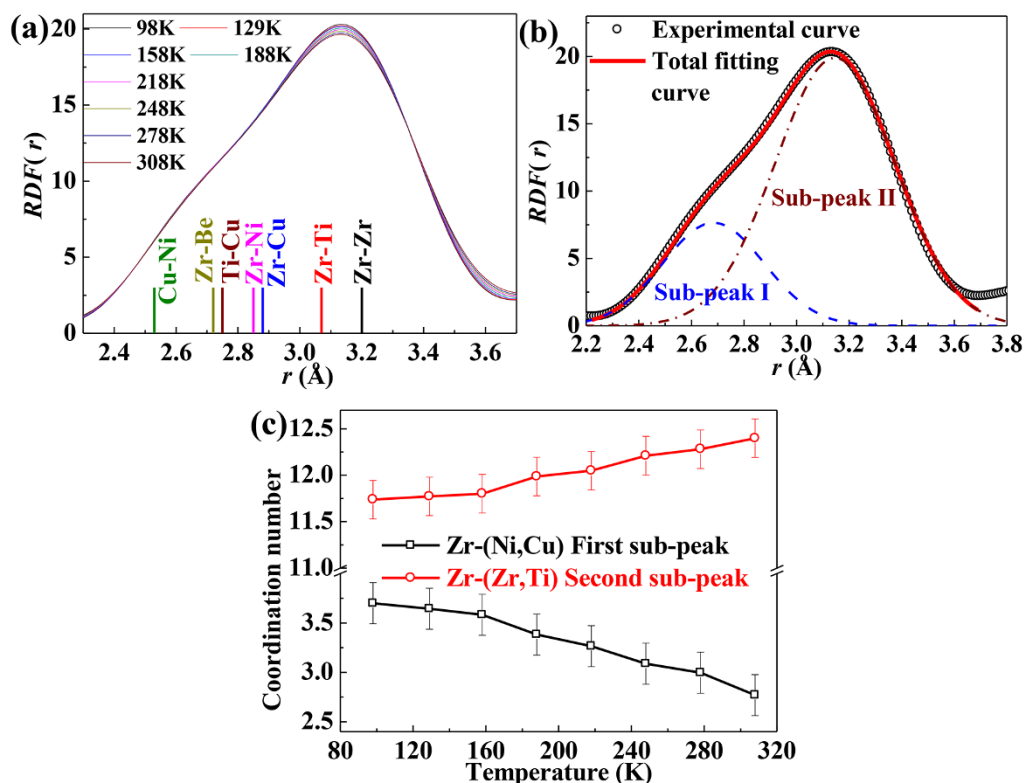 (a)
98K 129K
158K 188K
218K
248K
278K
308K
RDF(r)
20
15
10
5
0
Cu-Ni
Zr-Be
Ti-Cu
Zr-Ni
Zr-Cu
Zr-Ti
Zr-Zr
2.4 2.6 2.8 3.0 3.2 3.4 3.6
r (Å)
(b)
Experimental curve
Total fitting
curve
RDF(r)
20
15
10
5
0
Sub-peak II
Sub-peak I
2.2 2.4 2.6 2.8 3.0 3.2 3.4 3.6 3.8
r (Å)
(c)
Coordination number
12.5
12.0
11.5
11.0
3.5
3.0
2.5
Zr-(Ni,Cu) First sub-peak
Zr-(Zr,Ti) Second sub-peak
80 120 160 200 240 280 320
Temperature (K)